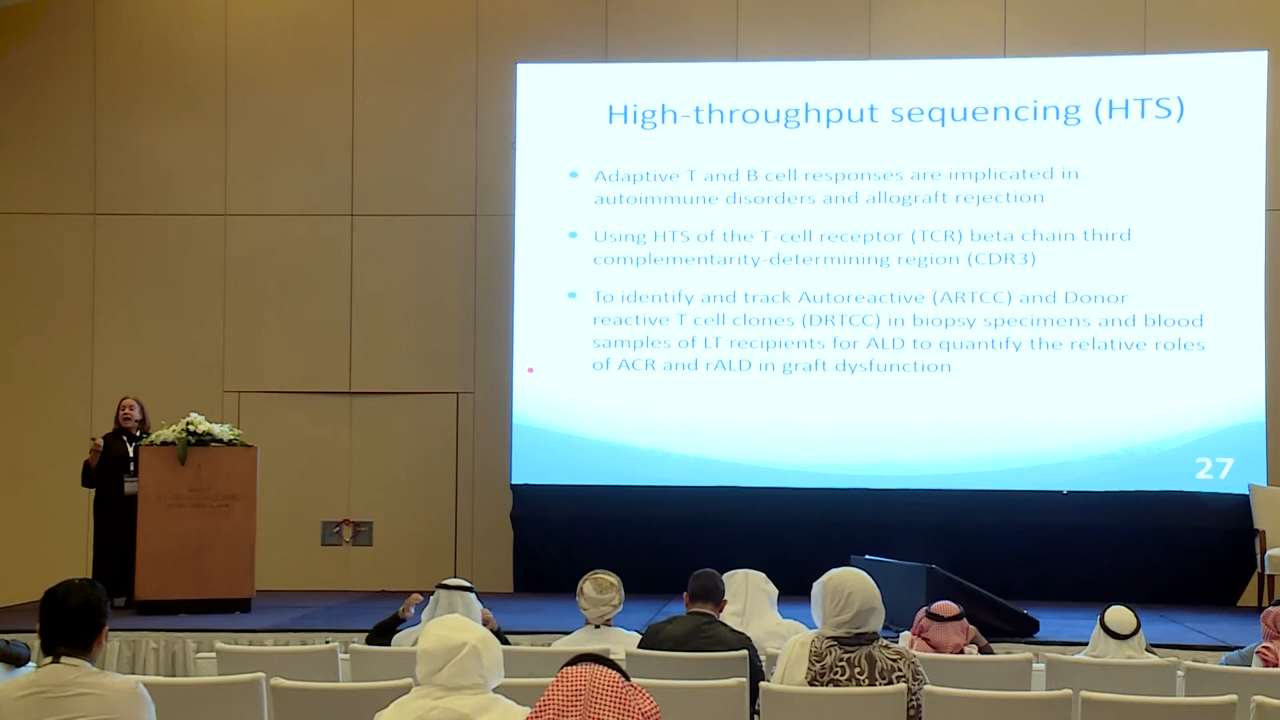 High-throughput sequencing (HTS)
Adaptive T and B cell responses are implicated in
autoimmune disorders and allograft rejection
Using HTS of the T-cell receptor (TCR) beta chain third
complementarity-determining region (CDR3)
To identify and track Autoreactive (ARTCC) and Donor
reactive T cell clones (DRTCC) in biopsy specimens and blood
samples of LT recipients for ALD to quantify the relative roles
of ACR and rALD in graft dysfunction
27